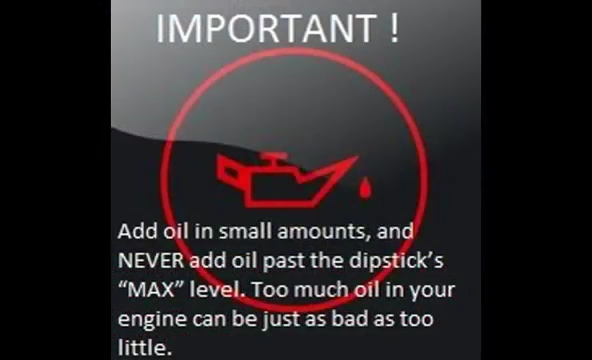 IMPORTANT !
Add oil in small amounts, and
NEVER add oil past the dipstick's
“MAX” level. Too much oil in your
engine can be just as bad as too
little.